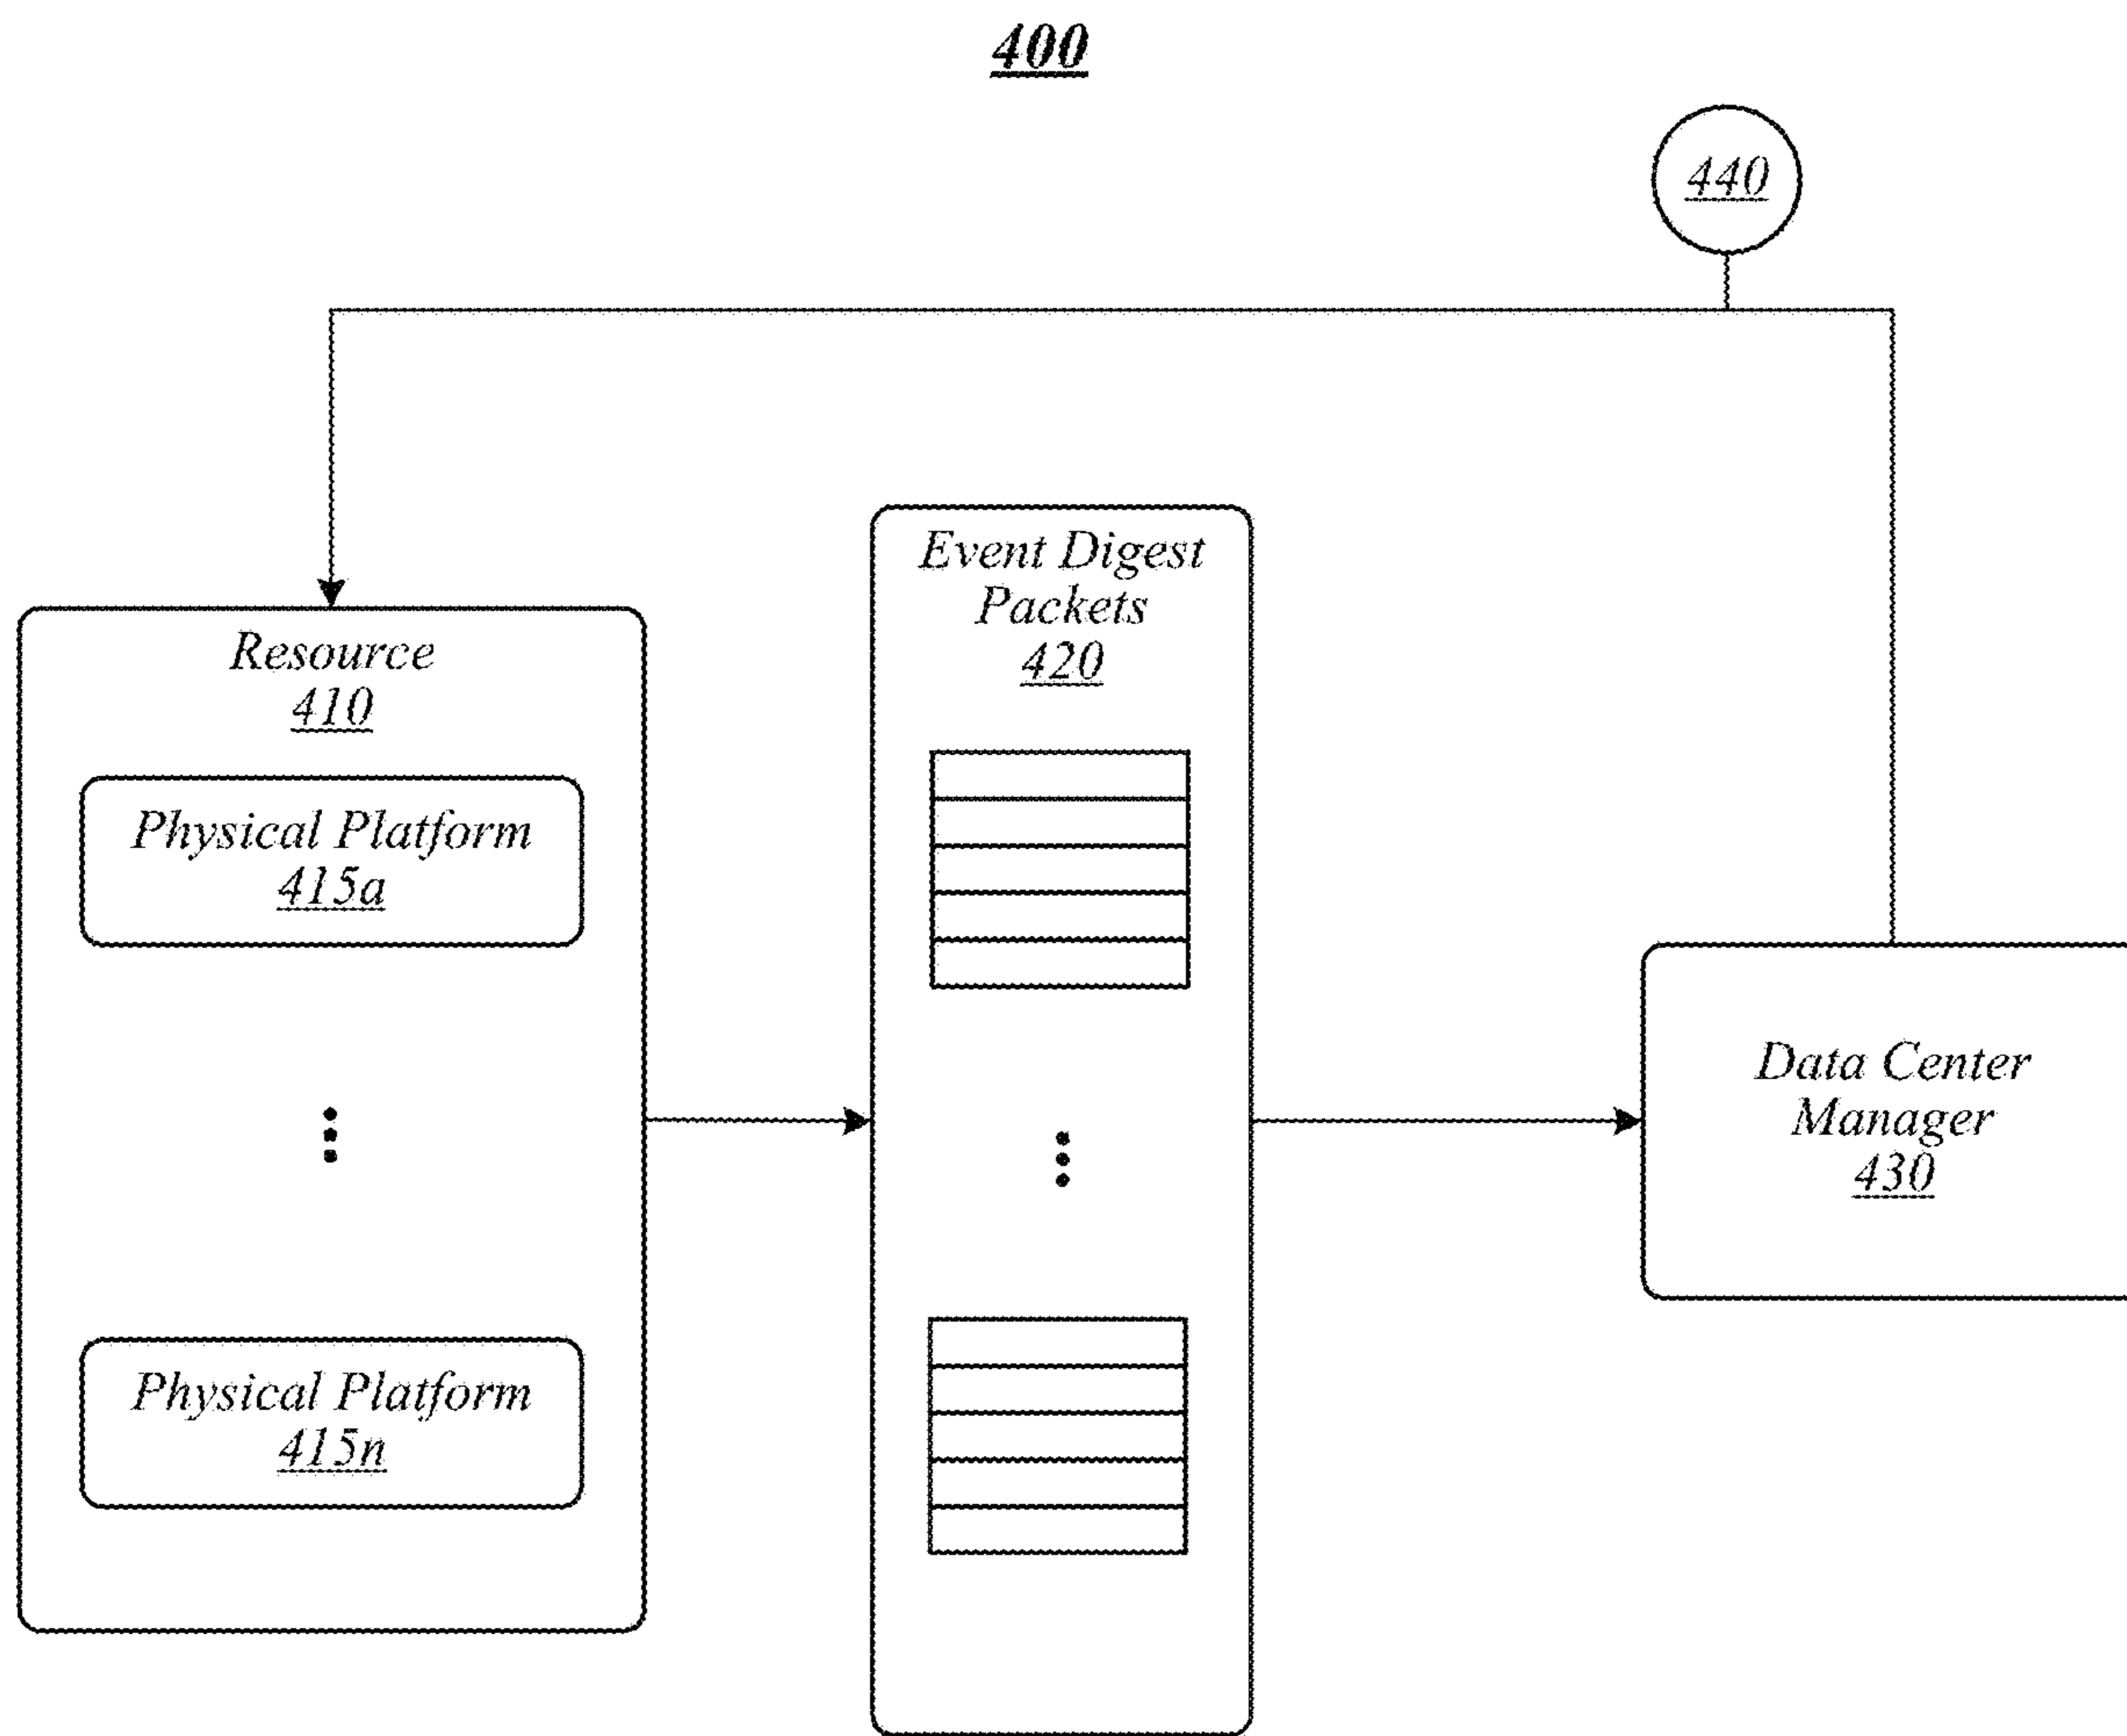 400
440
Resource
410
Physical Platform
415a
Physical Platform
415n
Event Digest
Packets
420
Data Center
Manager
430